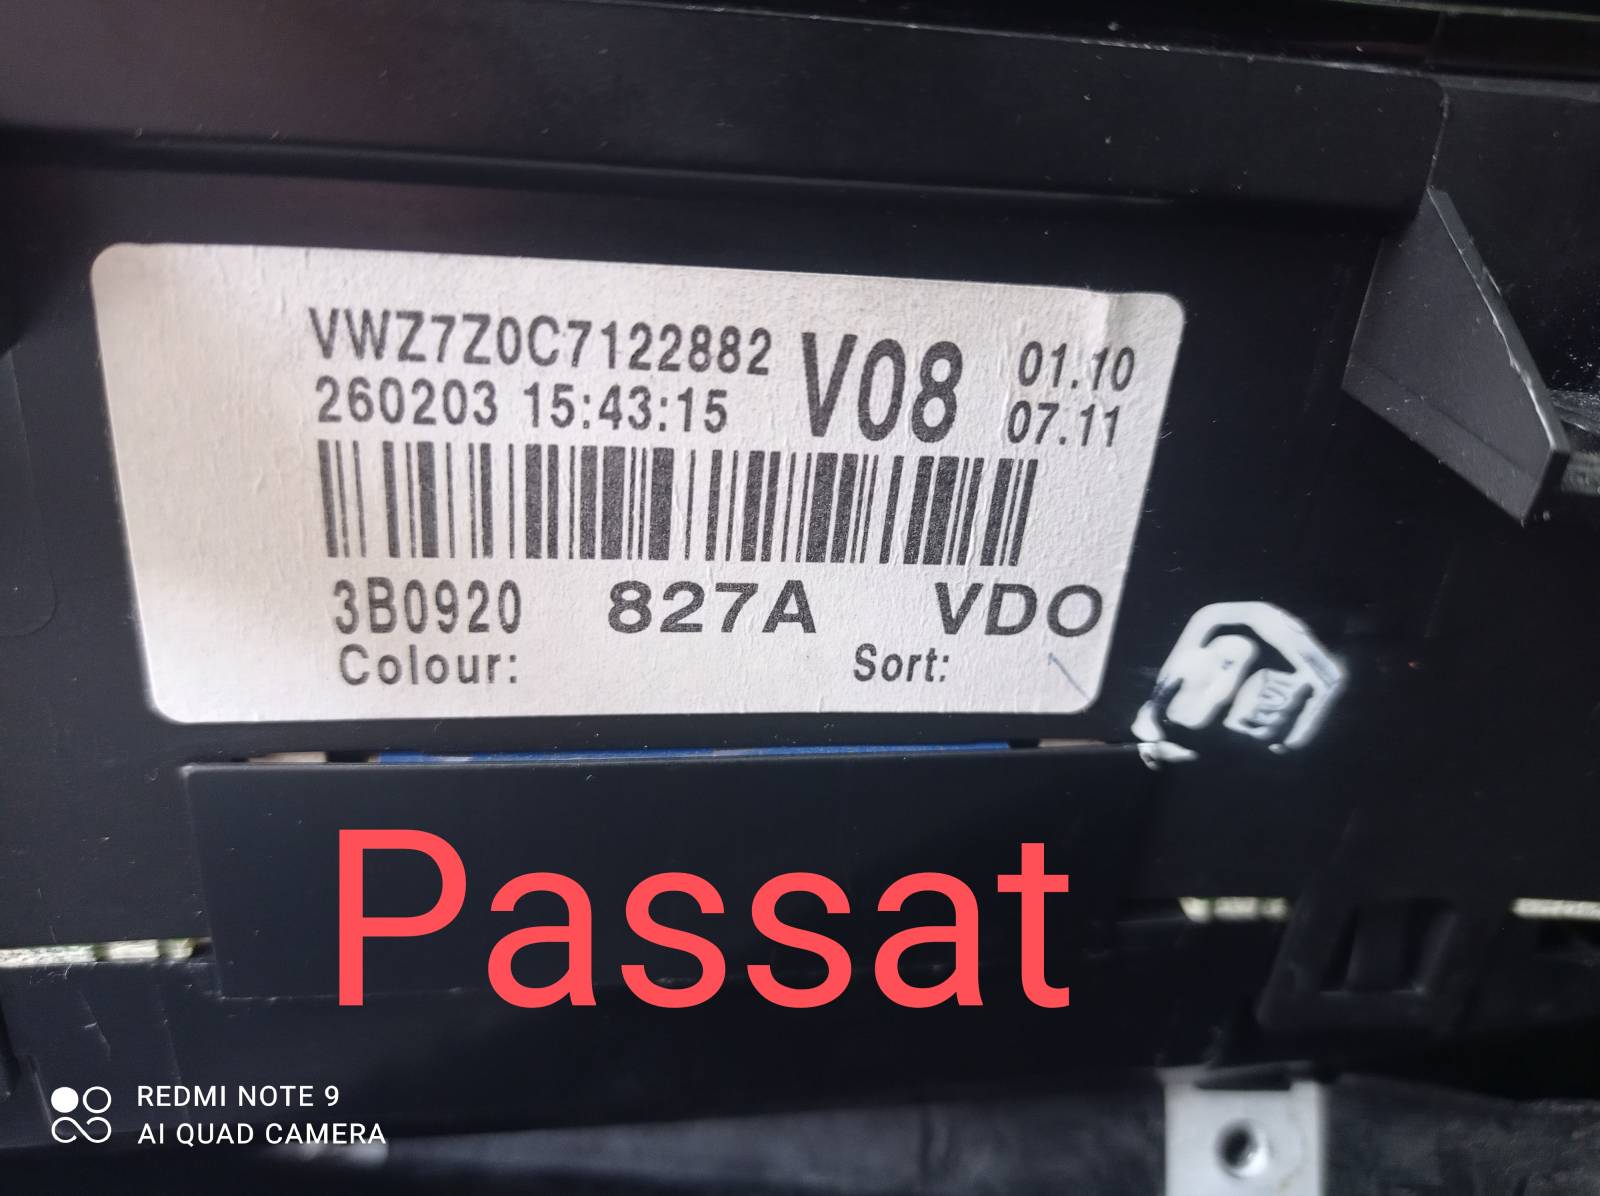 VWZ7Z0C7122882 V08 01.10
260203 15:43:15 07.11
3B0920 827A VDO
Colour: Sort:
Passat
REDMI NOTE 9
AI QUAD CAMERA